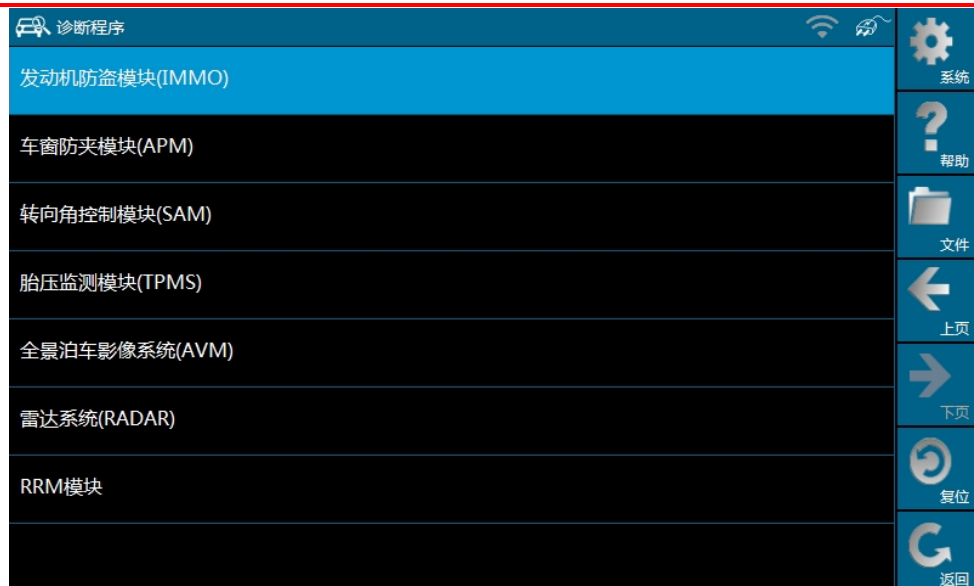 诊断程序
发动机防盗模块(IMMO)
车窗防夹模块(APM)
转向角控制模块(SAM)
胎压监测模块(TPMS)
全景泊车影像系统(AVM)
雷达系统(RADAR)
RRM模块
系统
帮助
文件
上页
下页
复位
返回